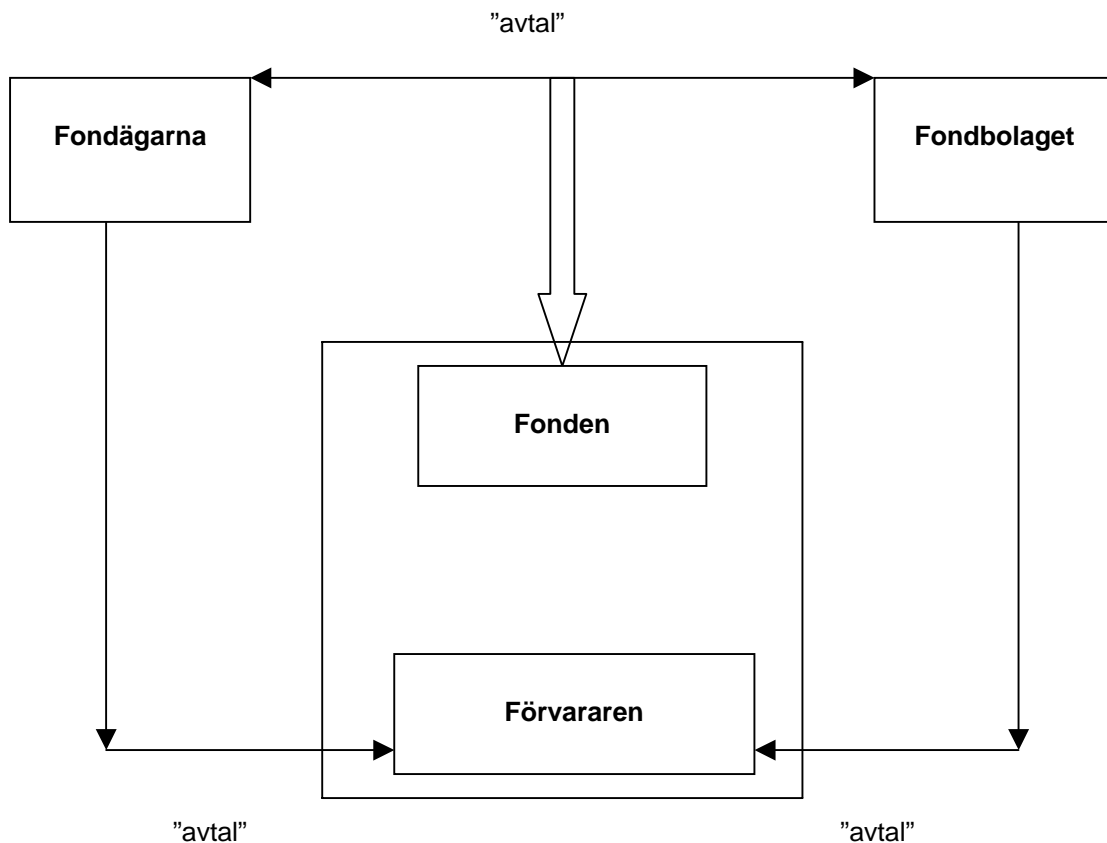 ”avtal”
Fondägarna
Fondbolaget
Fonden
Förvararen
”avtal”
”avtal”